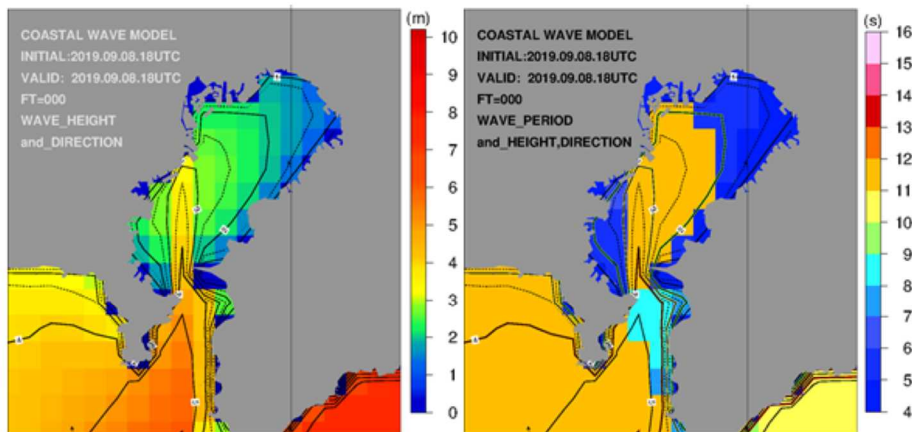 (m)
COASTAL WAVE MODEL
INITIAL:2019.09.08.18UTC
VALID: 2019.09.08.18UTC
FT=000
WAVE_HEIGHT
and_DIRECTION
10
9
8
7
6
5
4
3
2
1
0
(s)
COASTAL WAVE MODEL
INITIAL:2019.09.08.18UTC
VALID: 2019.09.08.18UTC
FT=000
WAVE_PERIOD
and_HEIGHT,DIRECTION
16
15
14
13
12
11
10
9
8
7
6
5
4